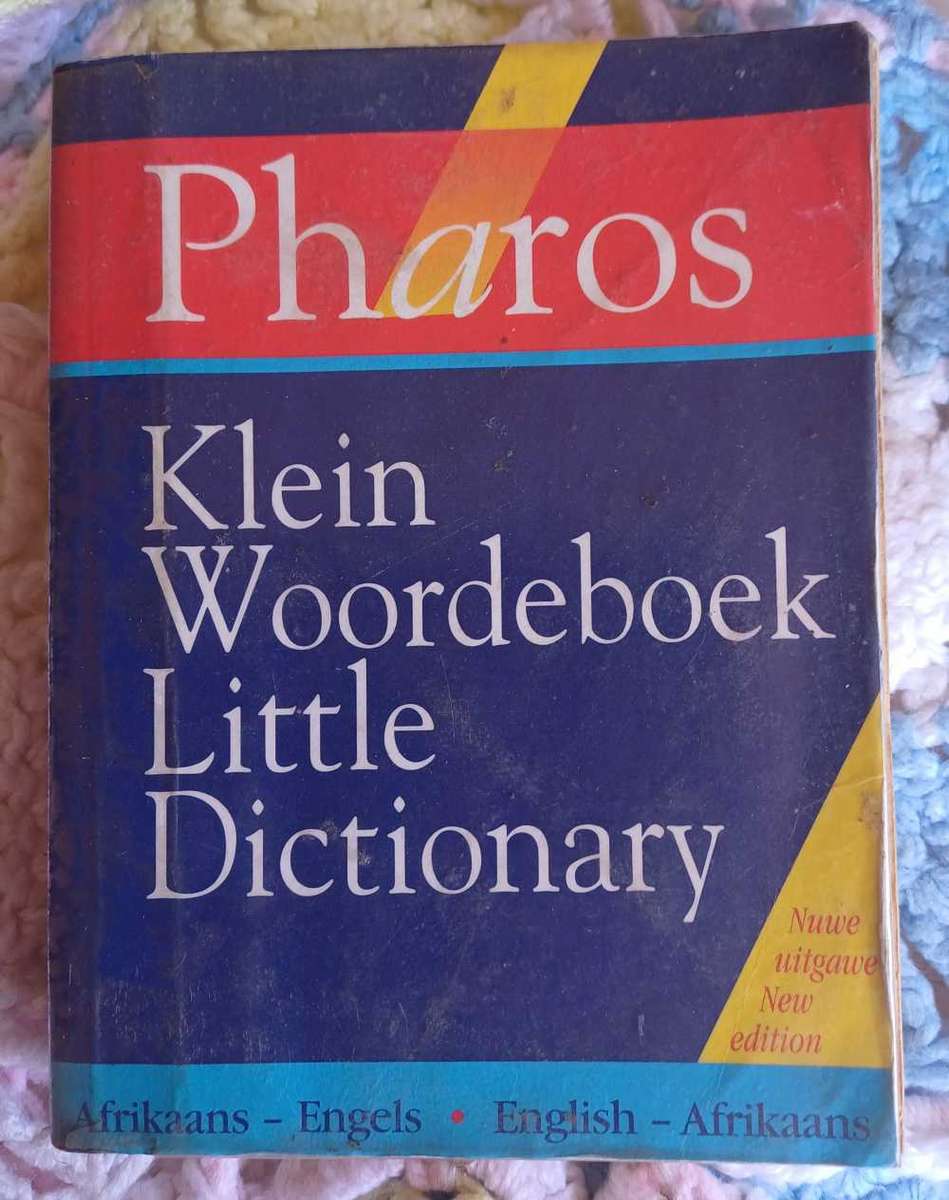 Pharos
Klein
Woordeboek
Little
Dictionary
Nuwe
uitgawe
New
edition
Afrikaans – Engels • English – Afrikaans